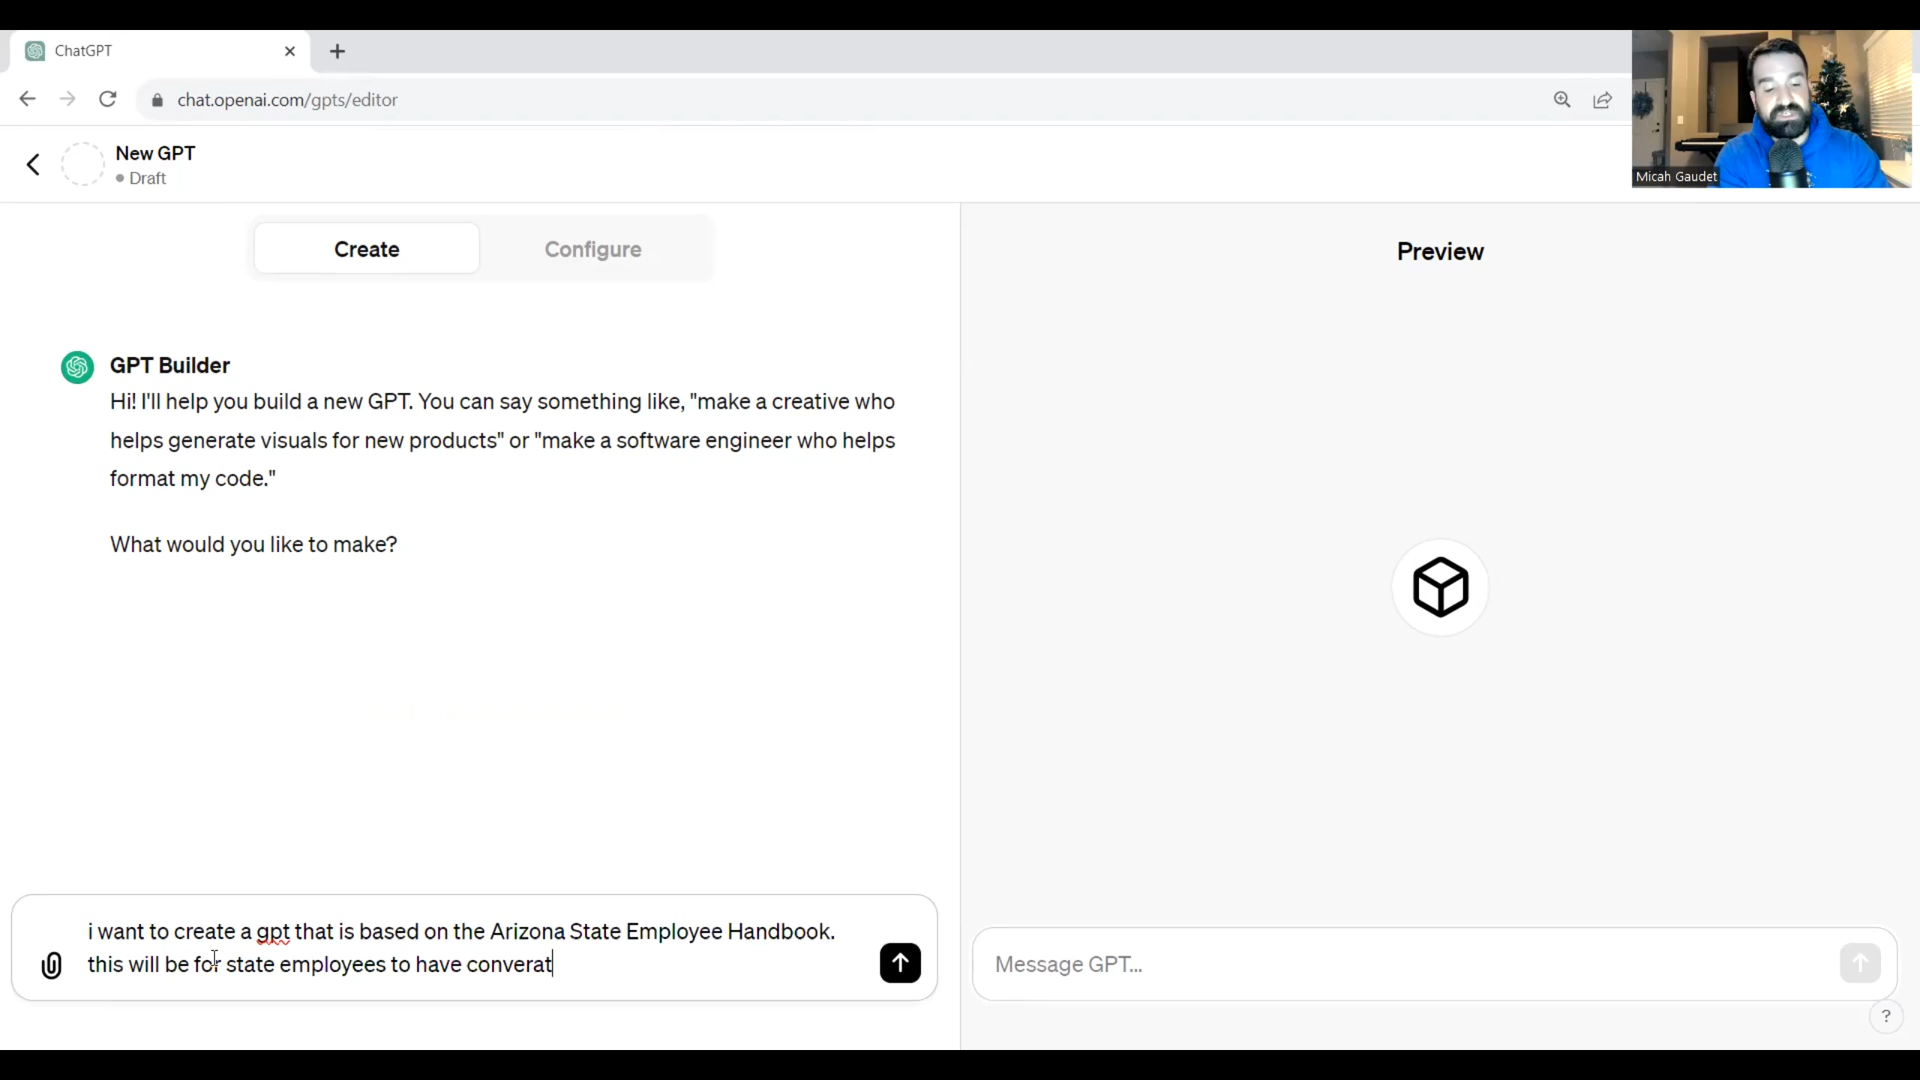 ChatGPT
chat.openai.com/gpts/editor
New GPT
Draft
Micah Gaudet
Create
Configure
Preview
GPT Builder
Hi! I'll help you build a new GPT. You can say something like, "make a creative who
helps generate visuals for new products" or "make a software engineer who helps
format my code."
What would you like to make?
i want to create a gpt that is based on the Arizona State Employee Handbook.
this will be for state employees to have converat
Message GPT...
?